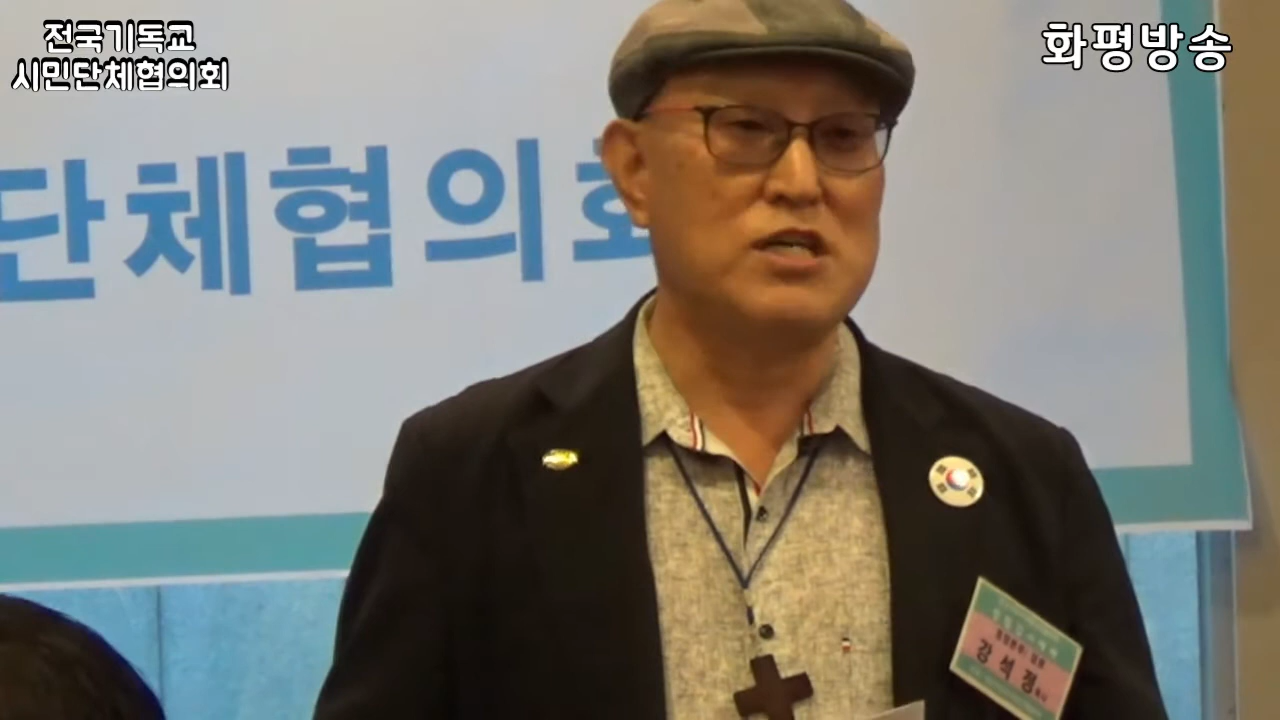 전국기독교
시민단체협의회
화평방송
단체협의회
강석정